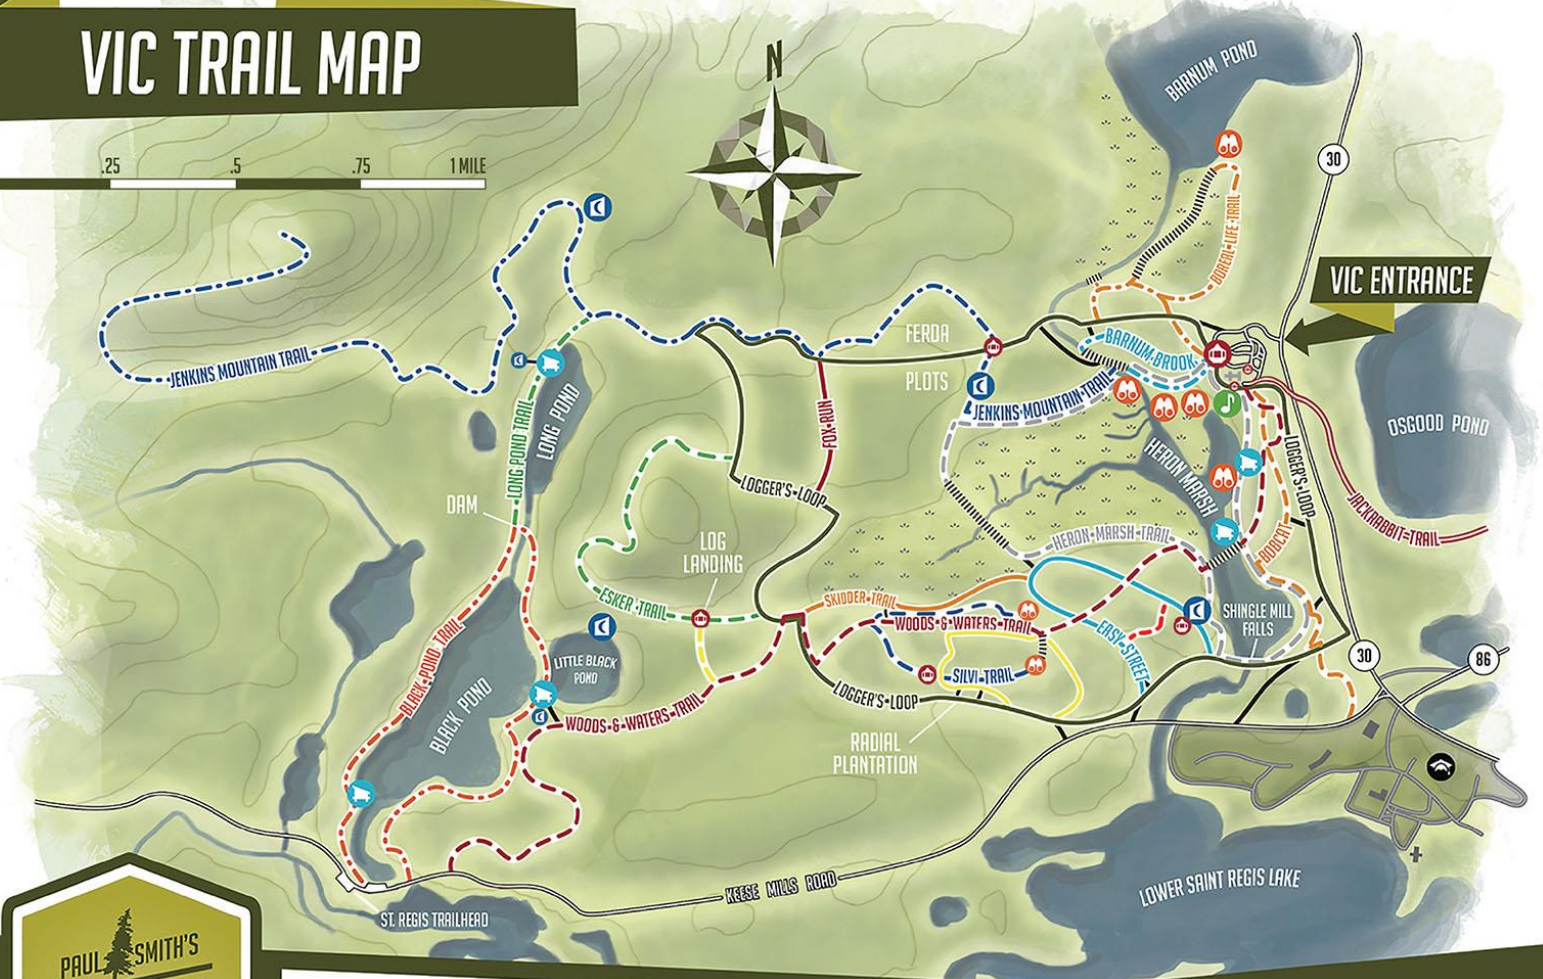 VIC TRAIL MAP
N
.25 .5 .75 1 MILE
BARNUM POND
30
BOREAL·LIFE·TRAIL
VIC ENTRANCE
FERDA
PLOTS
BARNUM·BROOK
JENKINS MOUNTAIN TRAIL
JENKINS MOUNTAIN TRAIL
LONG POND
LONG POND TRAIL
FOX·RUN
OSGOOD POND
HERON MARSH
LOGGER'S·LOOP
LOGGER'S·LOOP
JACKRABBIT·TRAIL
DAM
LOG
LANDING
HERON·MARSH·TRAIL
BOBCAT
ESKER·TRAIL
SKIDDER·TRAIL
WOODS·&·WATERS·TRAIL
EASY·STREET
SHINGLE MILL
FALLS
BLACK·POND·TRAIL
LITTLE BLACK
POND
SILVI·TRAIL
30
86
BLACK POND
WOODS·&·WATERS·TRAIL
LOGGER'S·LOOP
RADIAL
PLANTATION
KEESE MILLS ROAD
LOWER SAINT REGIS LAKE
ST. REGIS TRAILHEAD
PAUL SMITH'S